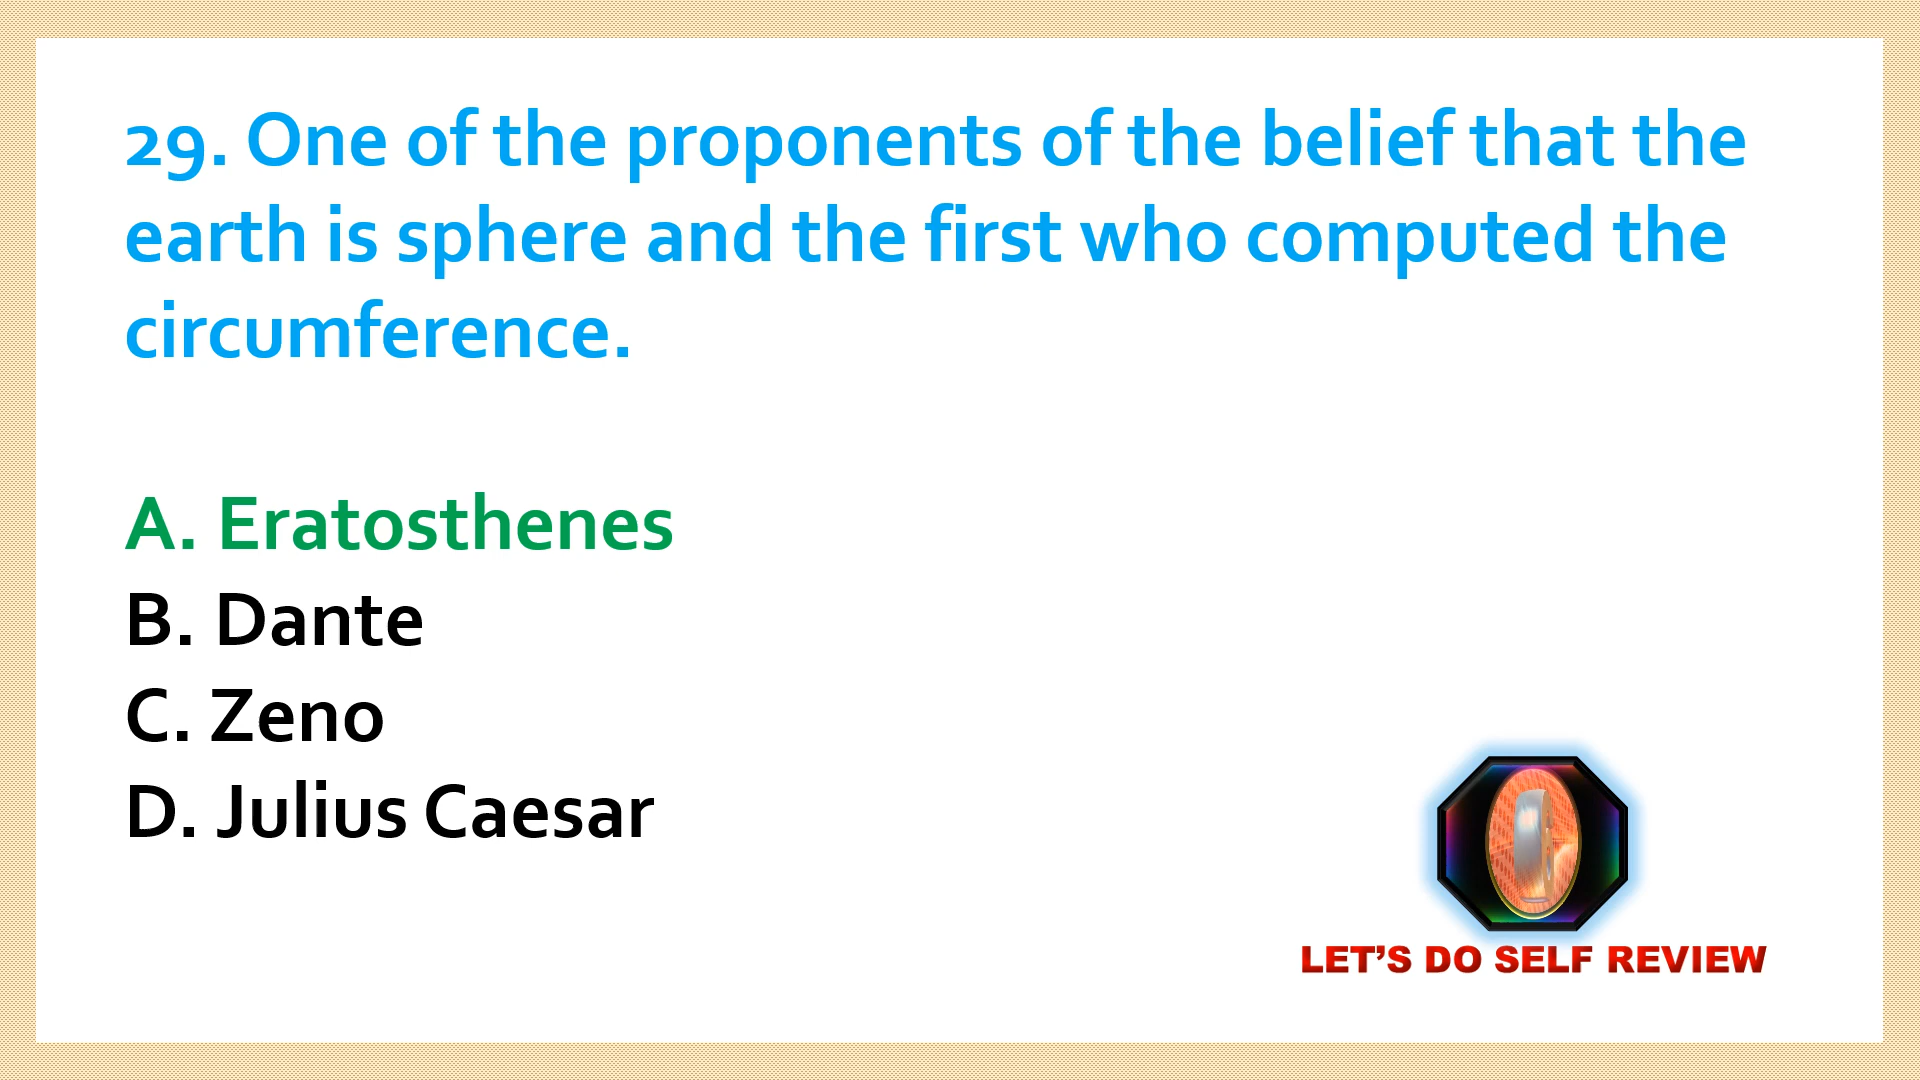 29. One of the proponents of the belief that the
earth is sphere and the first who computed the
circumference.
A. Eratosthenes
B. Dante
C. Zeno
D. Julius Caesar
LET’S DO SELF REVIEW